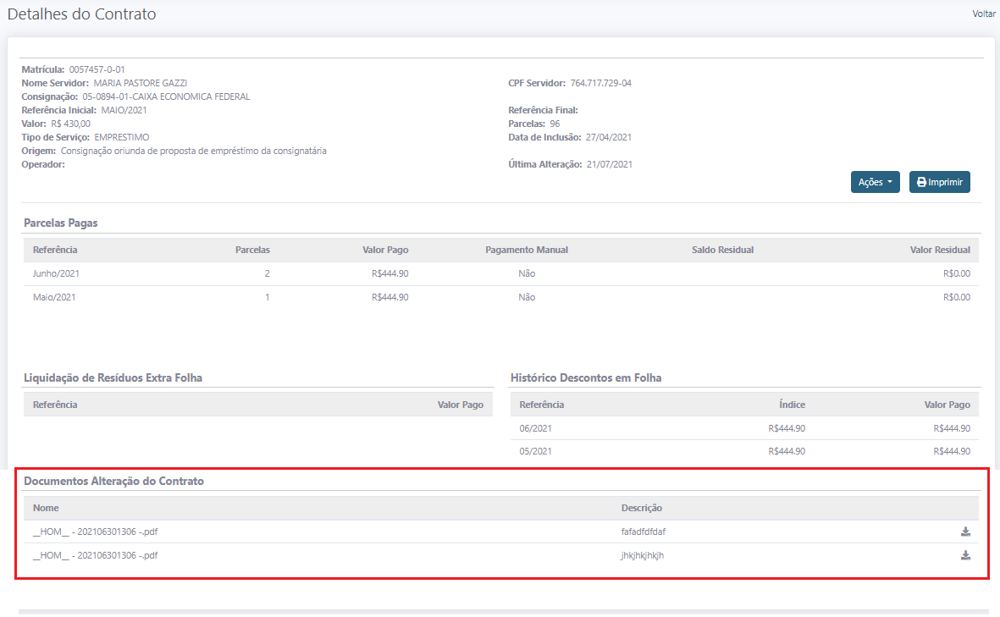 Detalhes do Contrato
Voltar
Matrícula: 0057457-0-01
Nome Servidor: MARIA PASTORE GAZZI
CPF Servidor: 764.717.729-04
Consignação: 05-0894-01-CAIXA ECONOMICA FEDERAL
Referência Inicial: MAIO/2021
Referência Final:
Valor: R$ 430,00
Parcelas: 96
Tipo de Serviço: EMPRESTIMO
Data de Inclusão: 27/04/2021
Origem: Consignação oriunda de proposta de empréstimo da consignatária
Operador:
Última Alteração: 21/07/2021
Ações
Imprimir
Parcelas Pagas
Referência Parcelas Valor Pago Pagamento Manual Saldo Residual Valor Residual
Junho/2021 2 R$444.90 Não R$0.00
Maio/2021 1 R$444.90 Não R$0.00
Liquidação de Resíduos Extra Folha
Referência Valor Pago
Histórico Descontos em Folha
Referência Índice Valor Pago
06/2021 R$444.90 R$444.90
05/2021 R$444.90 R$444.90
Documentos Alteração do Contrato
Nome Descrição
__HOM__ - 202106301306 -.pdf fafadfdfdaf
__HOM__ - 202106301306 -.pdf jhkjhkjhkjh